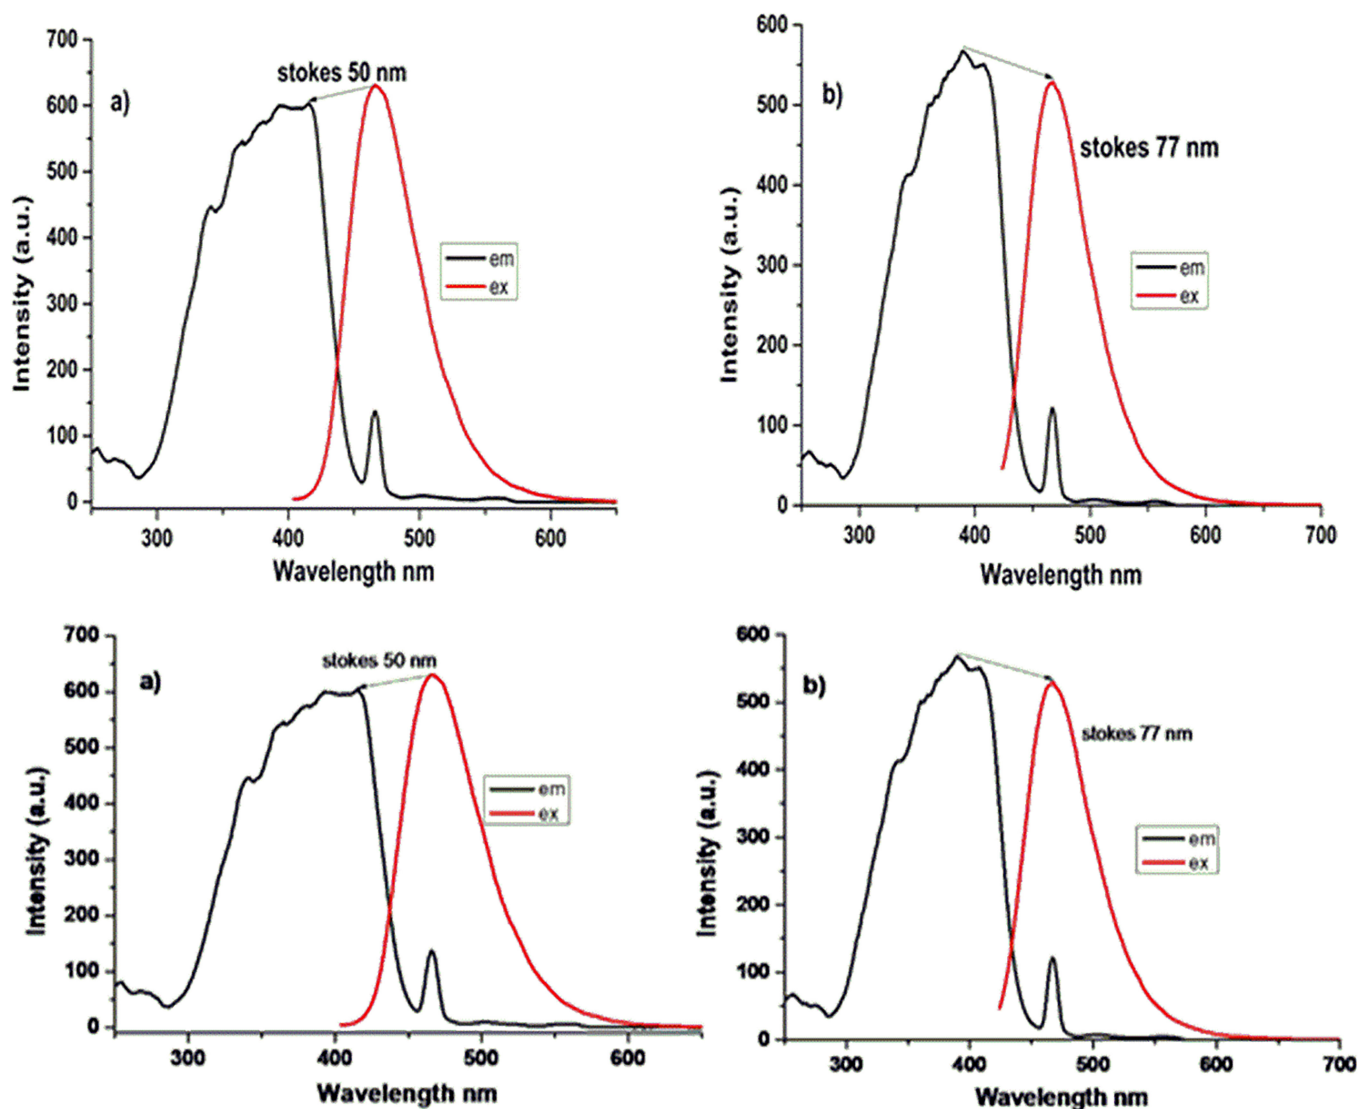 700
600
500
400
300
200
100
0
Intensity (a.u.)
a)
stokes 50 nm
em
ex
300 400 500 600
Wavelength nm
600
500
400
300
200
100
0
Intensity (a.u.)
b)
stokes 77 nm
em
ex
300 400 500 600 700
Wavelength nm
700
600
500
400
300
200
100
0
Intensity (a.u.)
a)
stokes 50 nm
em
ex
300 400 500 600
Wavelength nm
600
500
400
300
200
100
0
Intensity (a.u.)
b)
stokes 77 nm
em
ex
300 400 500 600 700
Wavelength nm